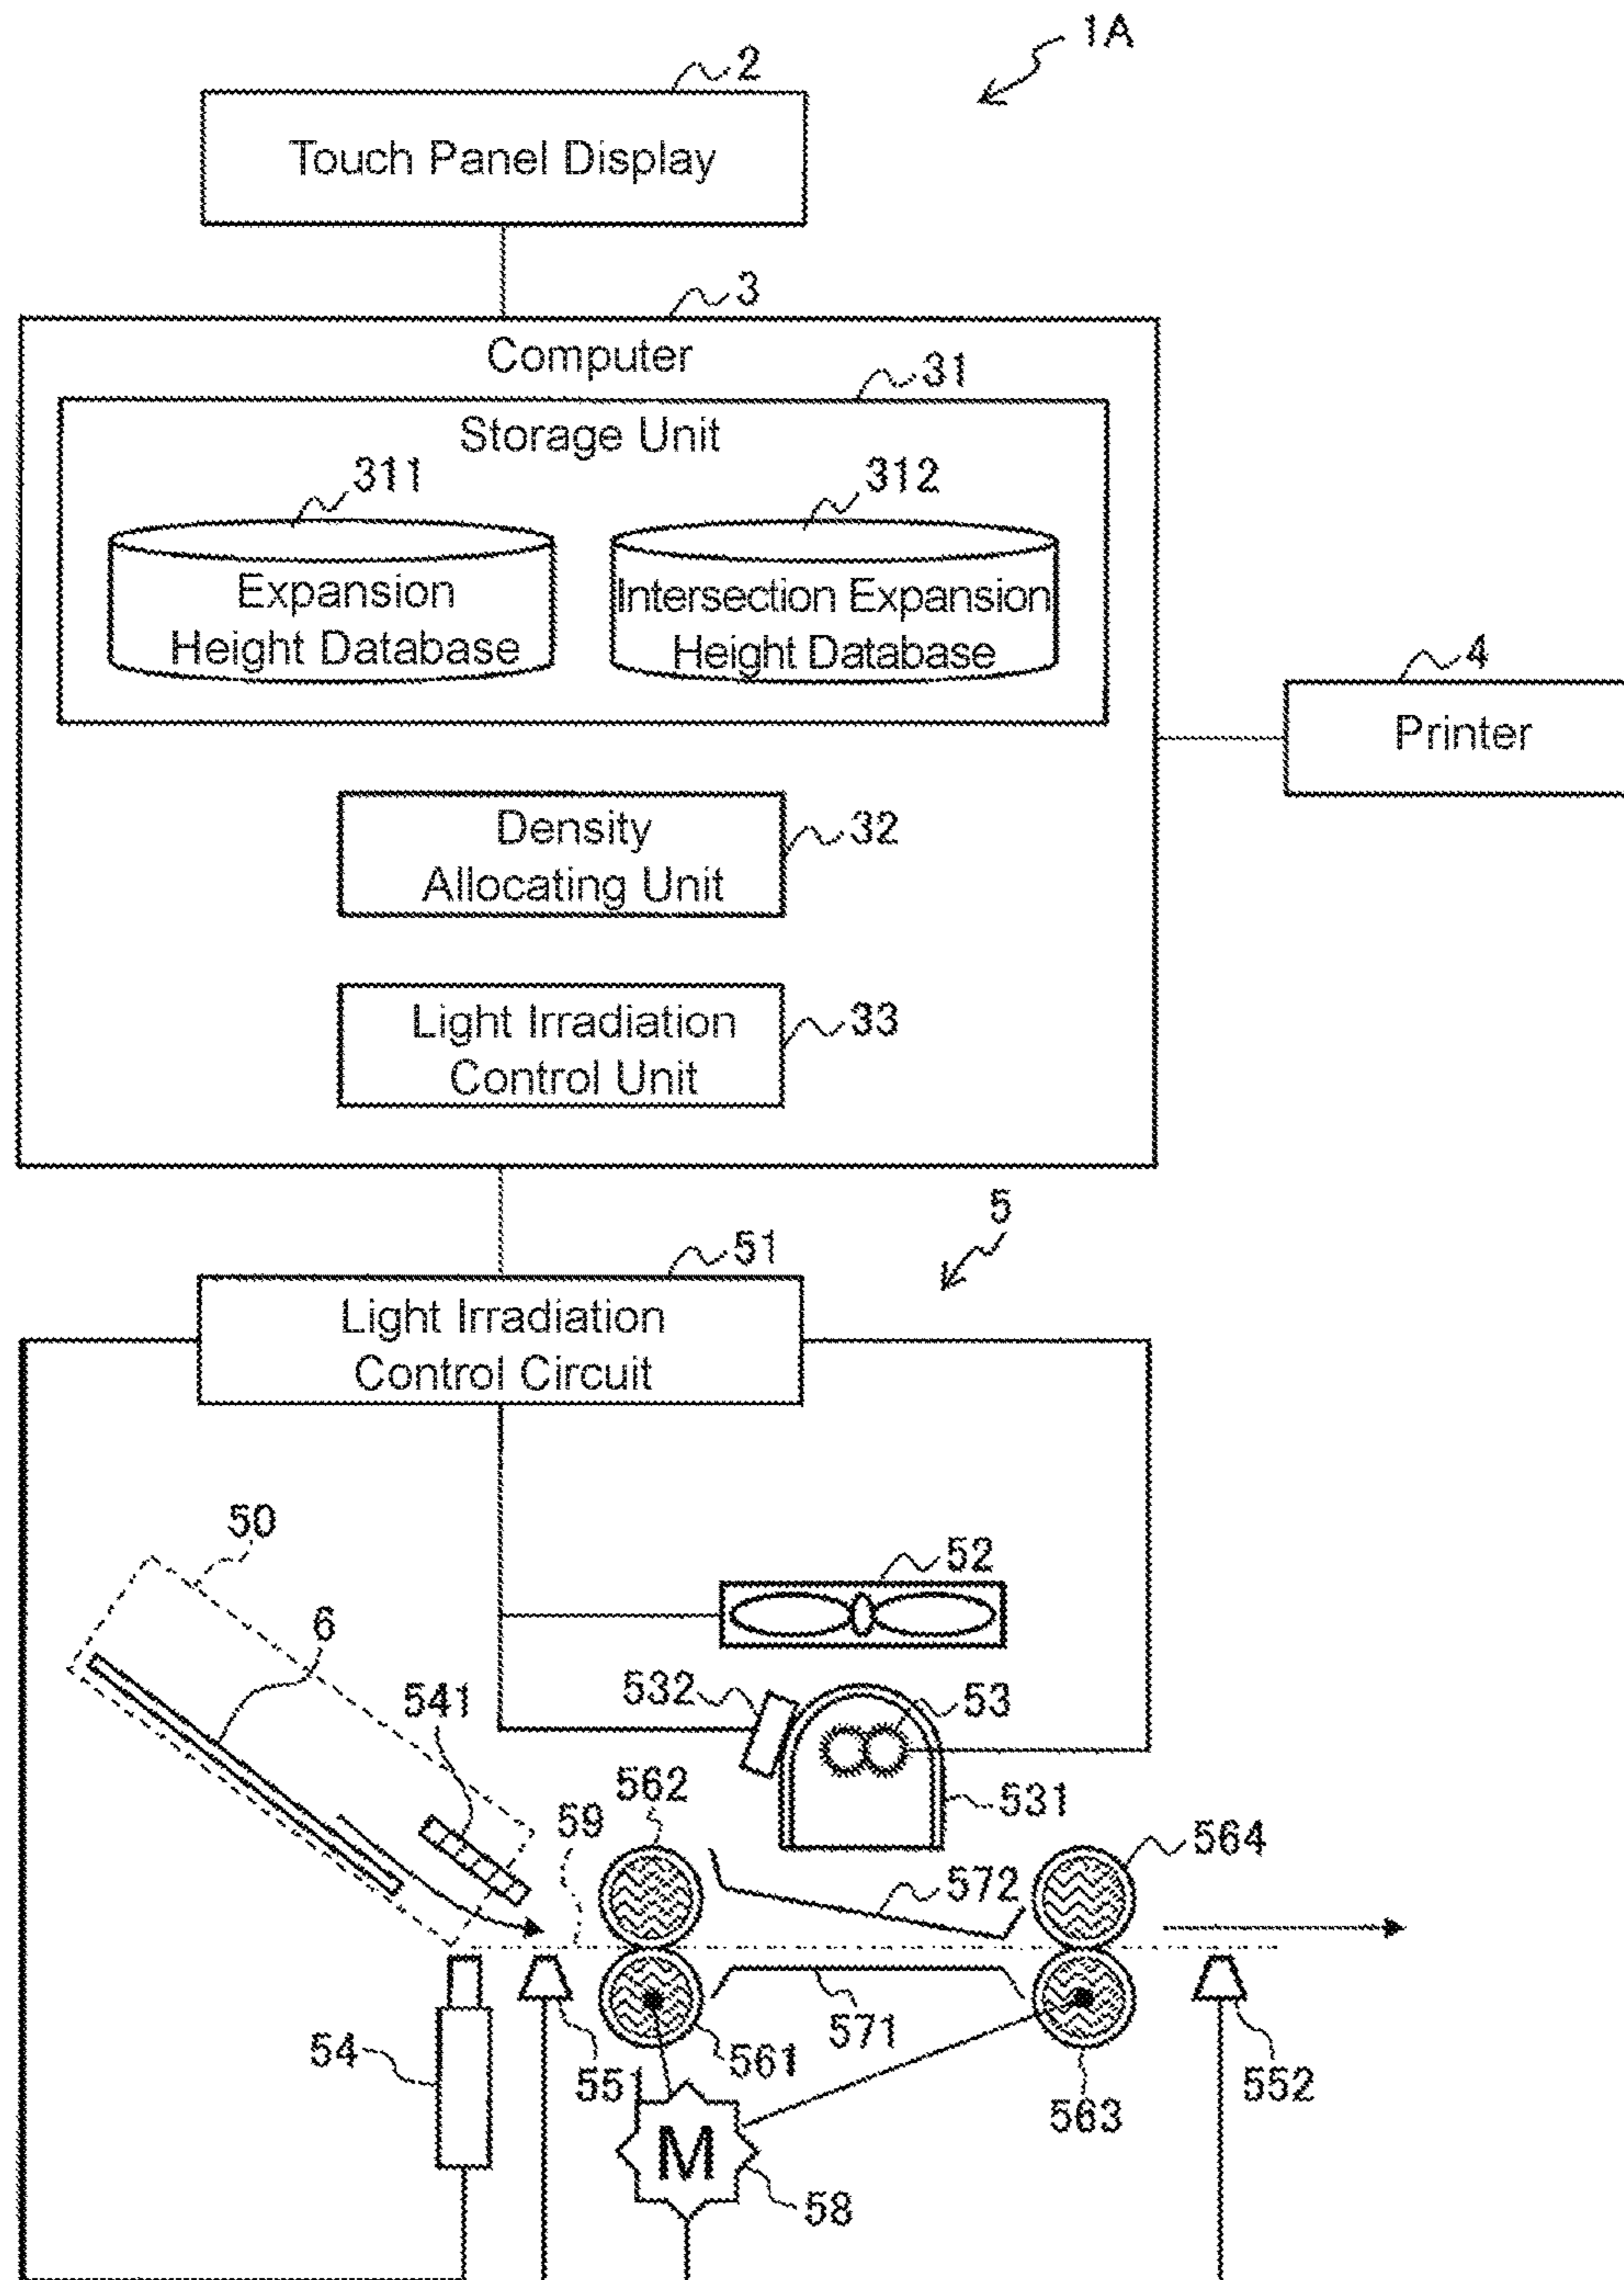 1A
2
Touch Panel Display
3
Computer
31
Storage Unit
311
312
Expansion
Height Database
Intersection Expansion
Height Database
4
Printer
Density
Allocating Unit
32
Light Irradiation
Control Unit
33
5
51
Light Irradiation
Control Circuit
50
52
6
541
532
53
562
59
531
564
572
54
551
561
571
563
552
M
58